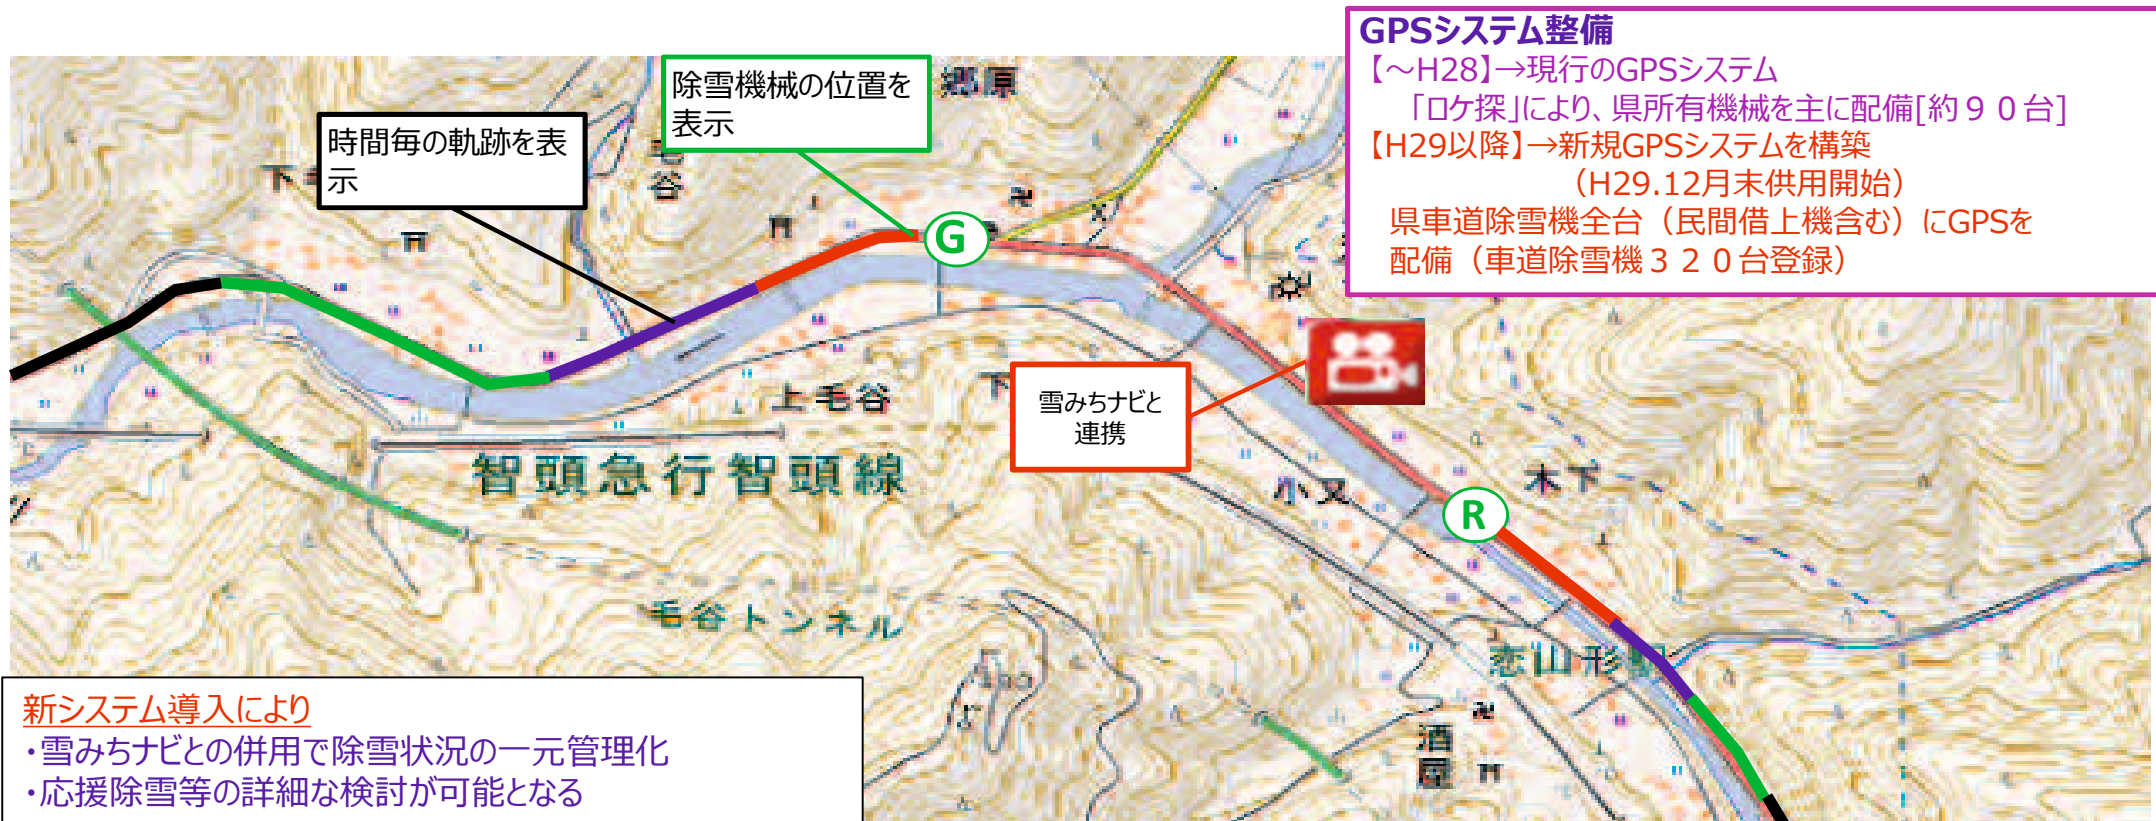 GPSシステム整備
【～H28】→現行のGPSシステム
「ロケ探」により、県所有機械を主に配備[約９０台]
【H29以降】→新規GPSシステムを構築
（H29.12月末供用開始）
県車道除雪機全台（民間借上機含む）にGPSを
配備（車道除雪機３２０台登録）
除雪機械の位置を
表示
郷原
時間毎の軌跡を表
示
谷
下
G
上毛谷
下
雪みちナビと
連携
智頭急行智頭線
小又
木下
R
毛谷トンネル
恋山形
酒
屋
新システム導入により
・雪みちナビとの併用で除雪状況の一元管理化
・応援除雪等の詳細な検討が可能となる